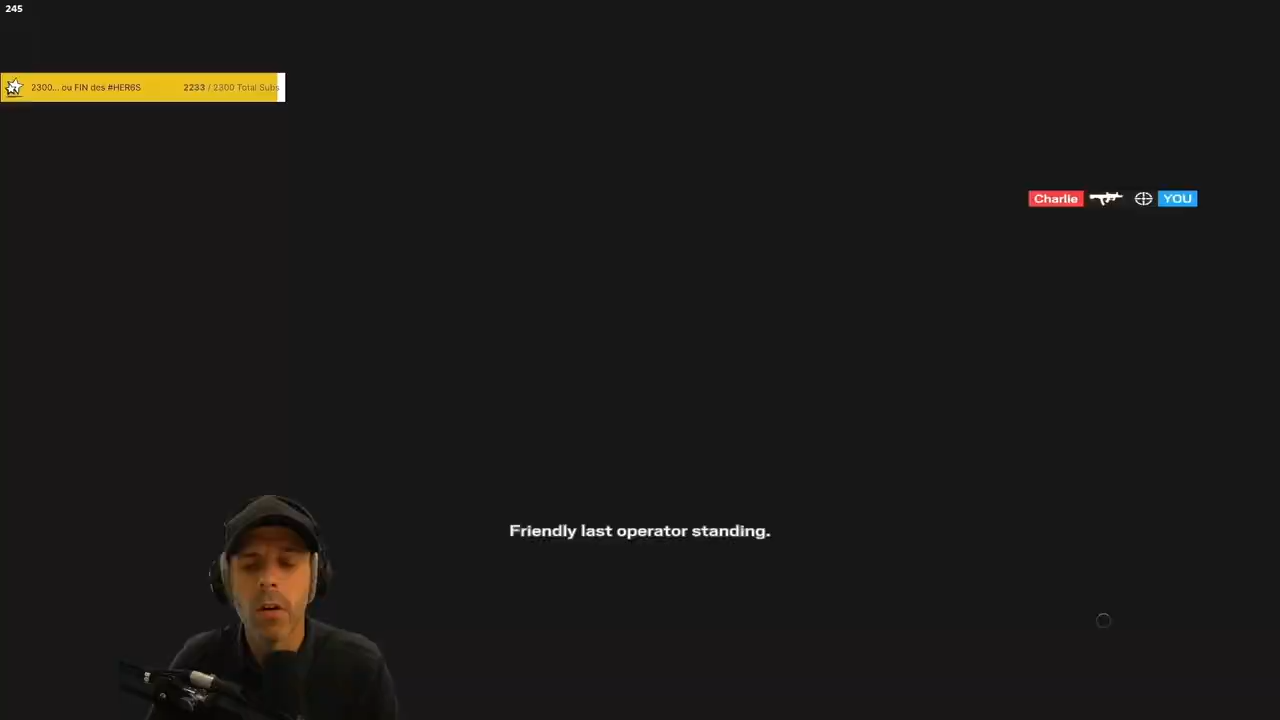 245
2300... ou FIN des #HER6S 2233 / 2300 Total Subs
Charlie YOU
Friendly last operator standing.